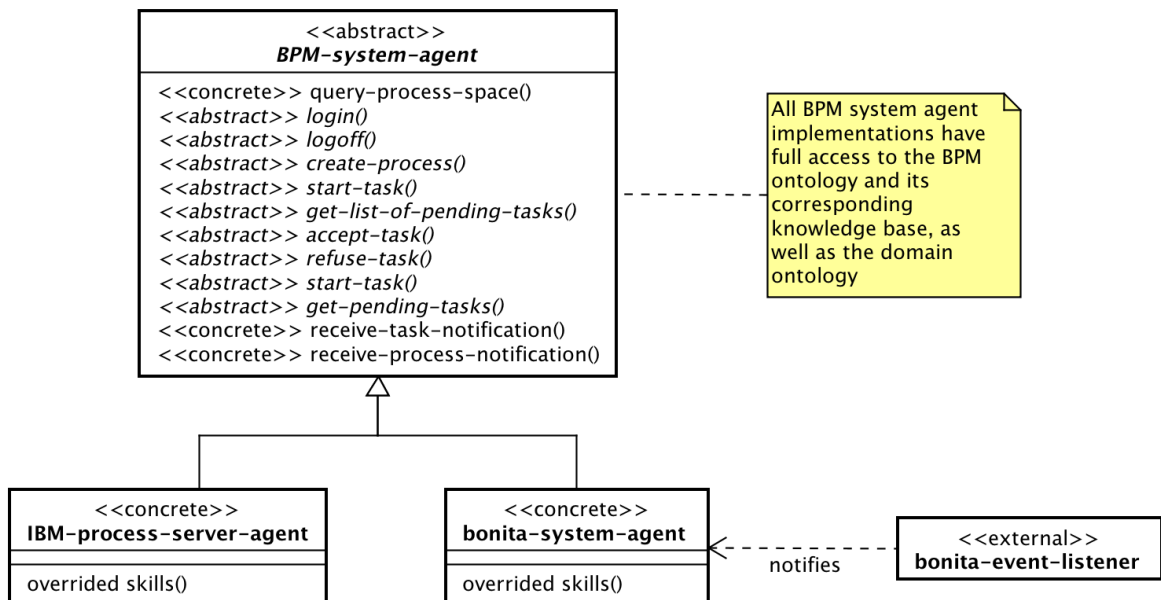 <<abstract>>
BPM-system-agent
<<concrete>> query-process-space()
<<abstract>> login()
<<abstract>> logoff()
<<abstract>> create-process()
<<abstract>> start-task()
<<abstract>> get-list-of-pending-tasks()
<<abstract>> accept-task()
<<abstract>> refuse-task()
<<abstract>> start-task()
<<abstract>> get-pending-tasks()
<<concrete>> receive-task-notification()
<<concrete>> receive-process-notification()
All BPM system agent
implementations have
full access to the BPM
ontology and its
corresponding
knowledge base, as
well as the domain
ontology
<<concrete>>
IBM-process-server-agent
overrided skills()
<<concrete>>
bonita-system-agent
overrided skills()
notifies
<<external>>
bonita-event-listener